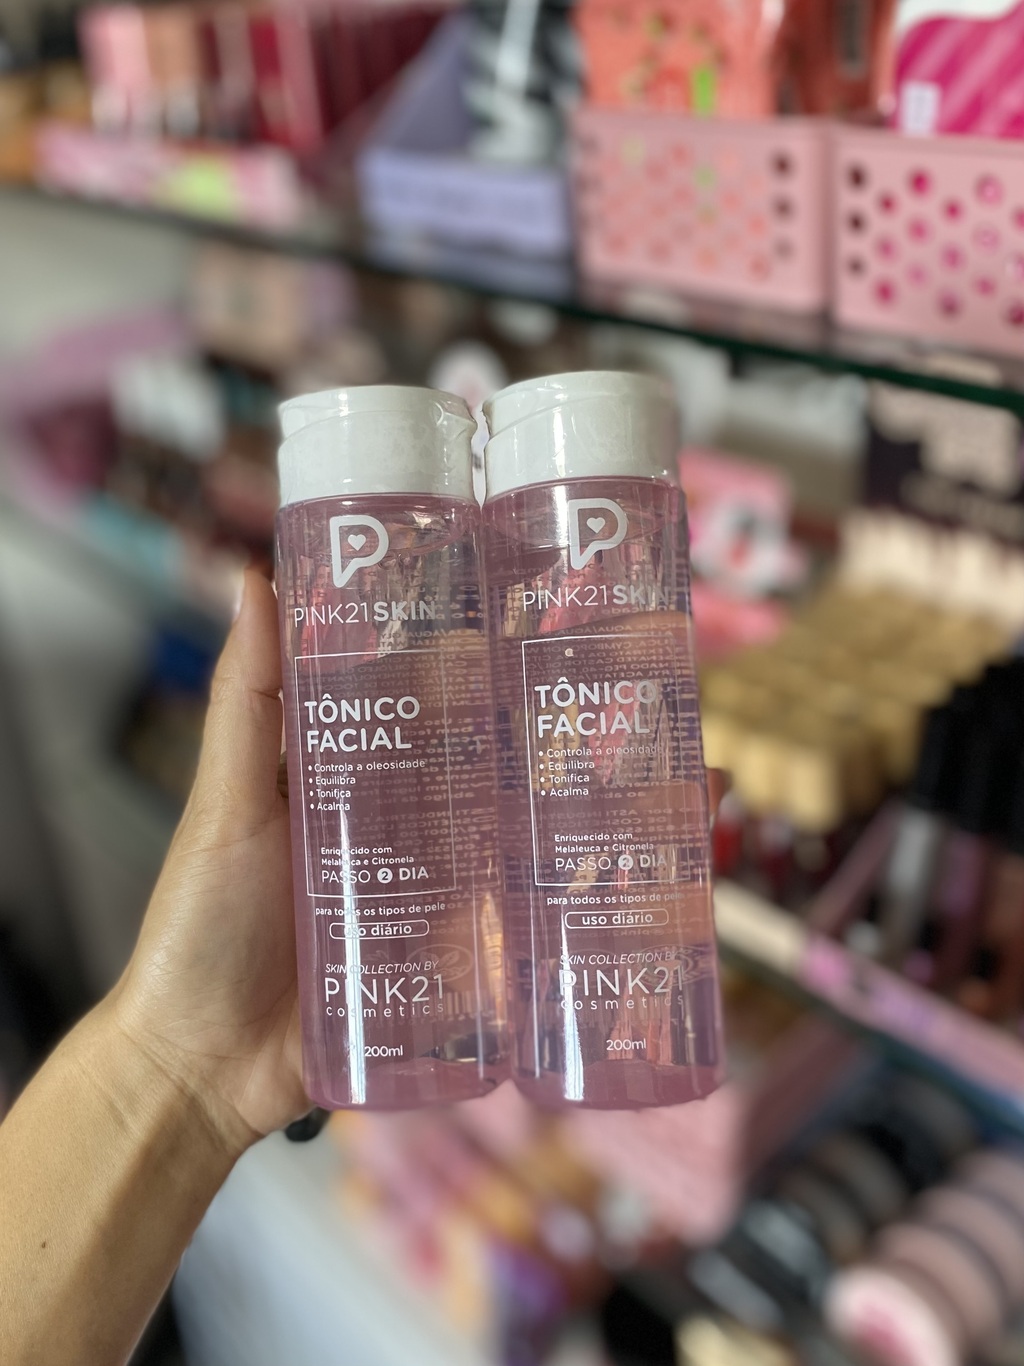 PINK21SKIN
TÔNICO
FACIAL
• Controla a oleosidade
• Equilibra
• Tonifica
• Acalma
Enriquecido com
Melaleuca e Citronela
PASSO 2 DIA
para todos os tipos de pele
uso diário
SKIN COLLECTION BY
PINK21
cosmetics
200ml
PINK21SKIN
TÔNICO
FACIAL
• Controla a oleosidade
• Equilibra
• Tonifica
• Acalma
Enriquecido com
Melaleuca e Citronela
PASSO 2 DIA
para todos os tipos de pele
uso diário
SKIN COLLECTION BY
PINK21
cosmetics
200ml